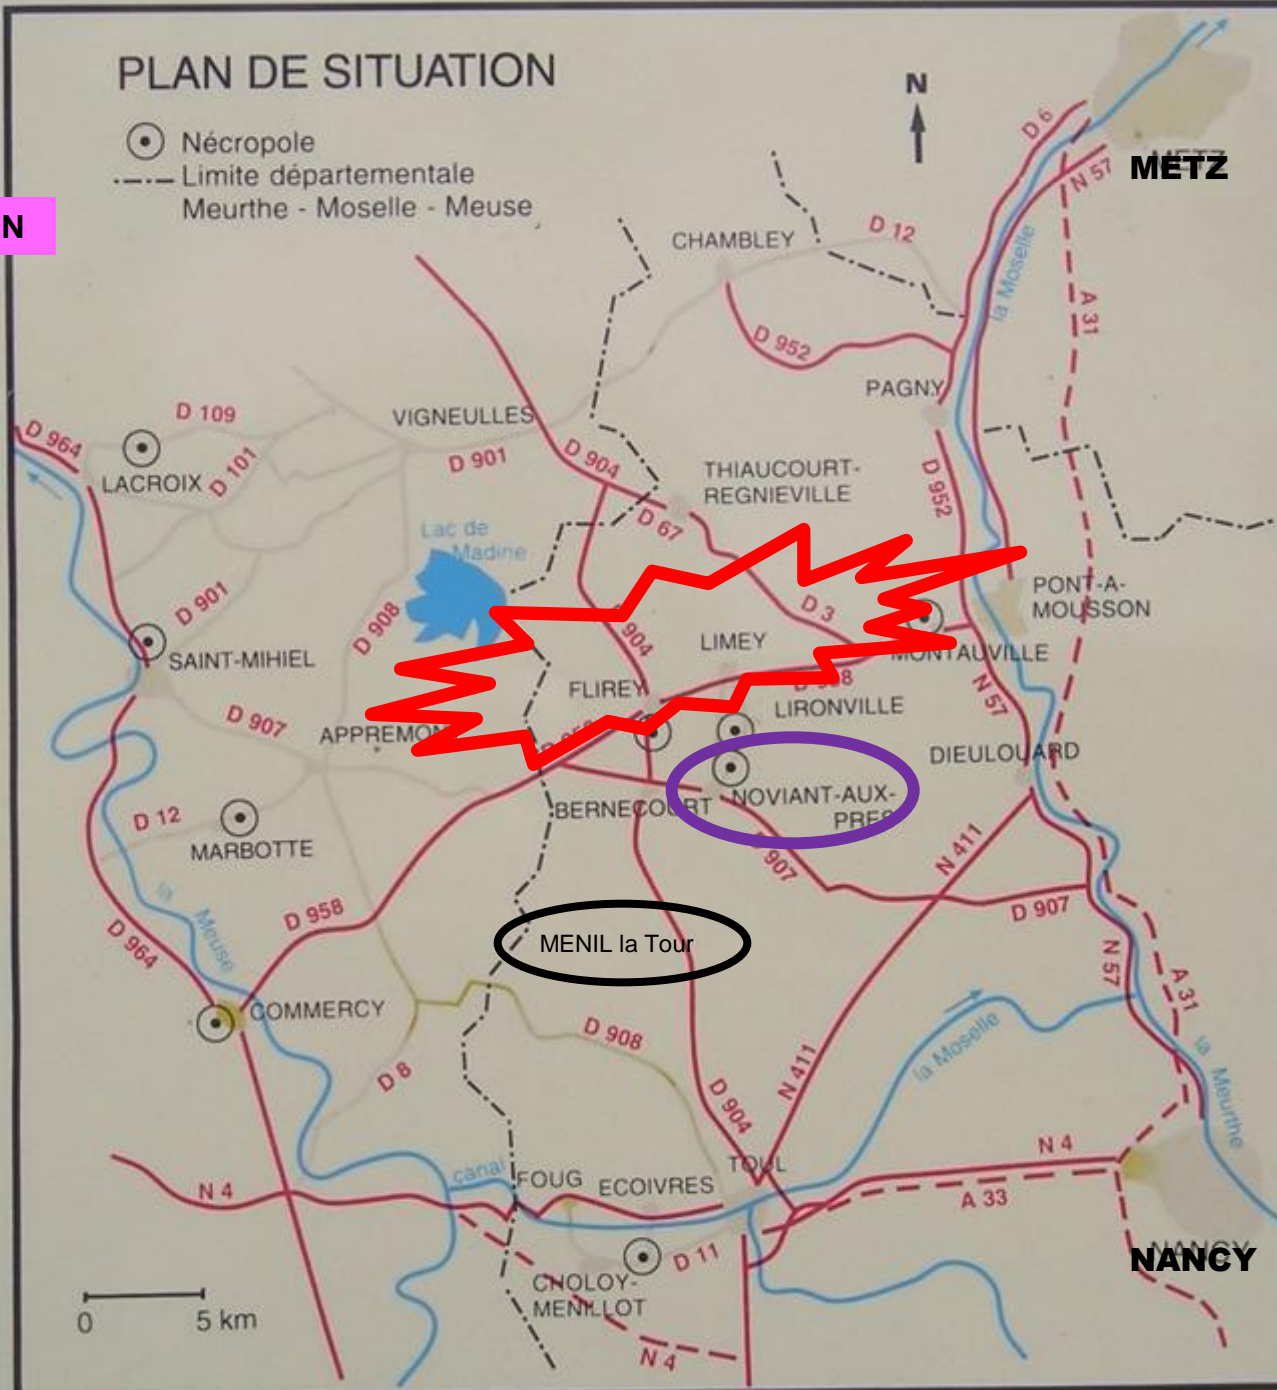 PLAN DE SITUATION
Nécropole
Limite départementale
Meurthe - Moselle - Meuse
N
N
METZ
D 6
N 57
la Moselle
A 31
CHAMBLEY
D 12
D 952
PAGNY
D 964
D 109
LACROIX
D 101
VIGNEULLES
D 901
D 904
THIAUCOURT-
REGNIEVILLE
D 952
D 67
Lac de
Madine
D 901
D 908
SAINT-MIHIEL
904
D 3
LIMEY
PONT-A-
MOUSSON
MONTAUVILLE
N 57
FLIREY
LIRONVILLE
D 907
DIEULOUARD
BERNECOURT
NOVIANT-AUX-
PRES
D 12
MARBOTTE
907
N 411
D 907
la Meuse
D 958
D 964
MENIL la Tour
N 57
A 31
COMMERCY
D 908
D 8
la Moselle
N 411
D 904
la Meurthe
canal
FOUG
ECOIVRES
TOUL
N 4
N 4
A 33
D 11
NANCY
CHOLOY-
MENILLOT
N 4
0
5 km